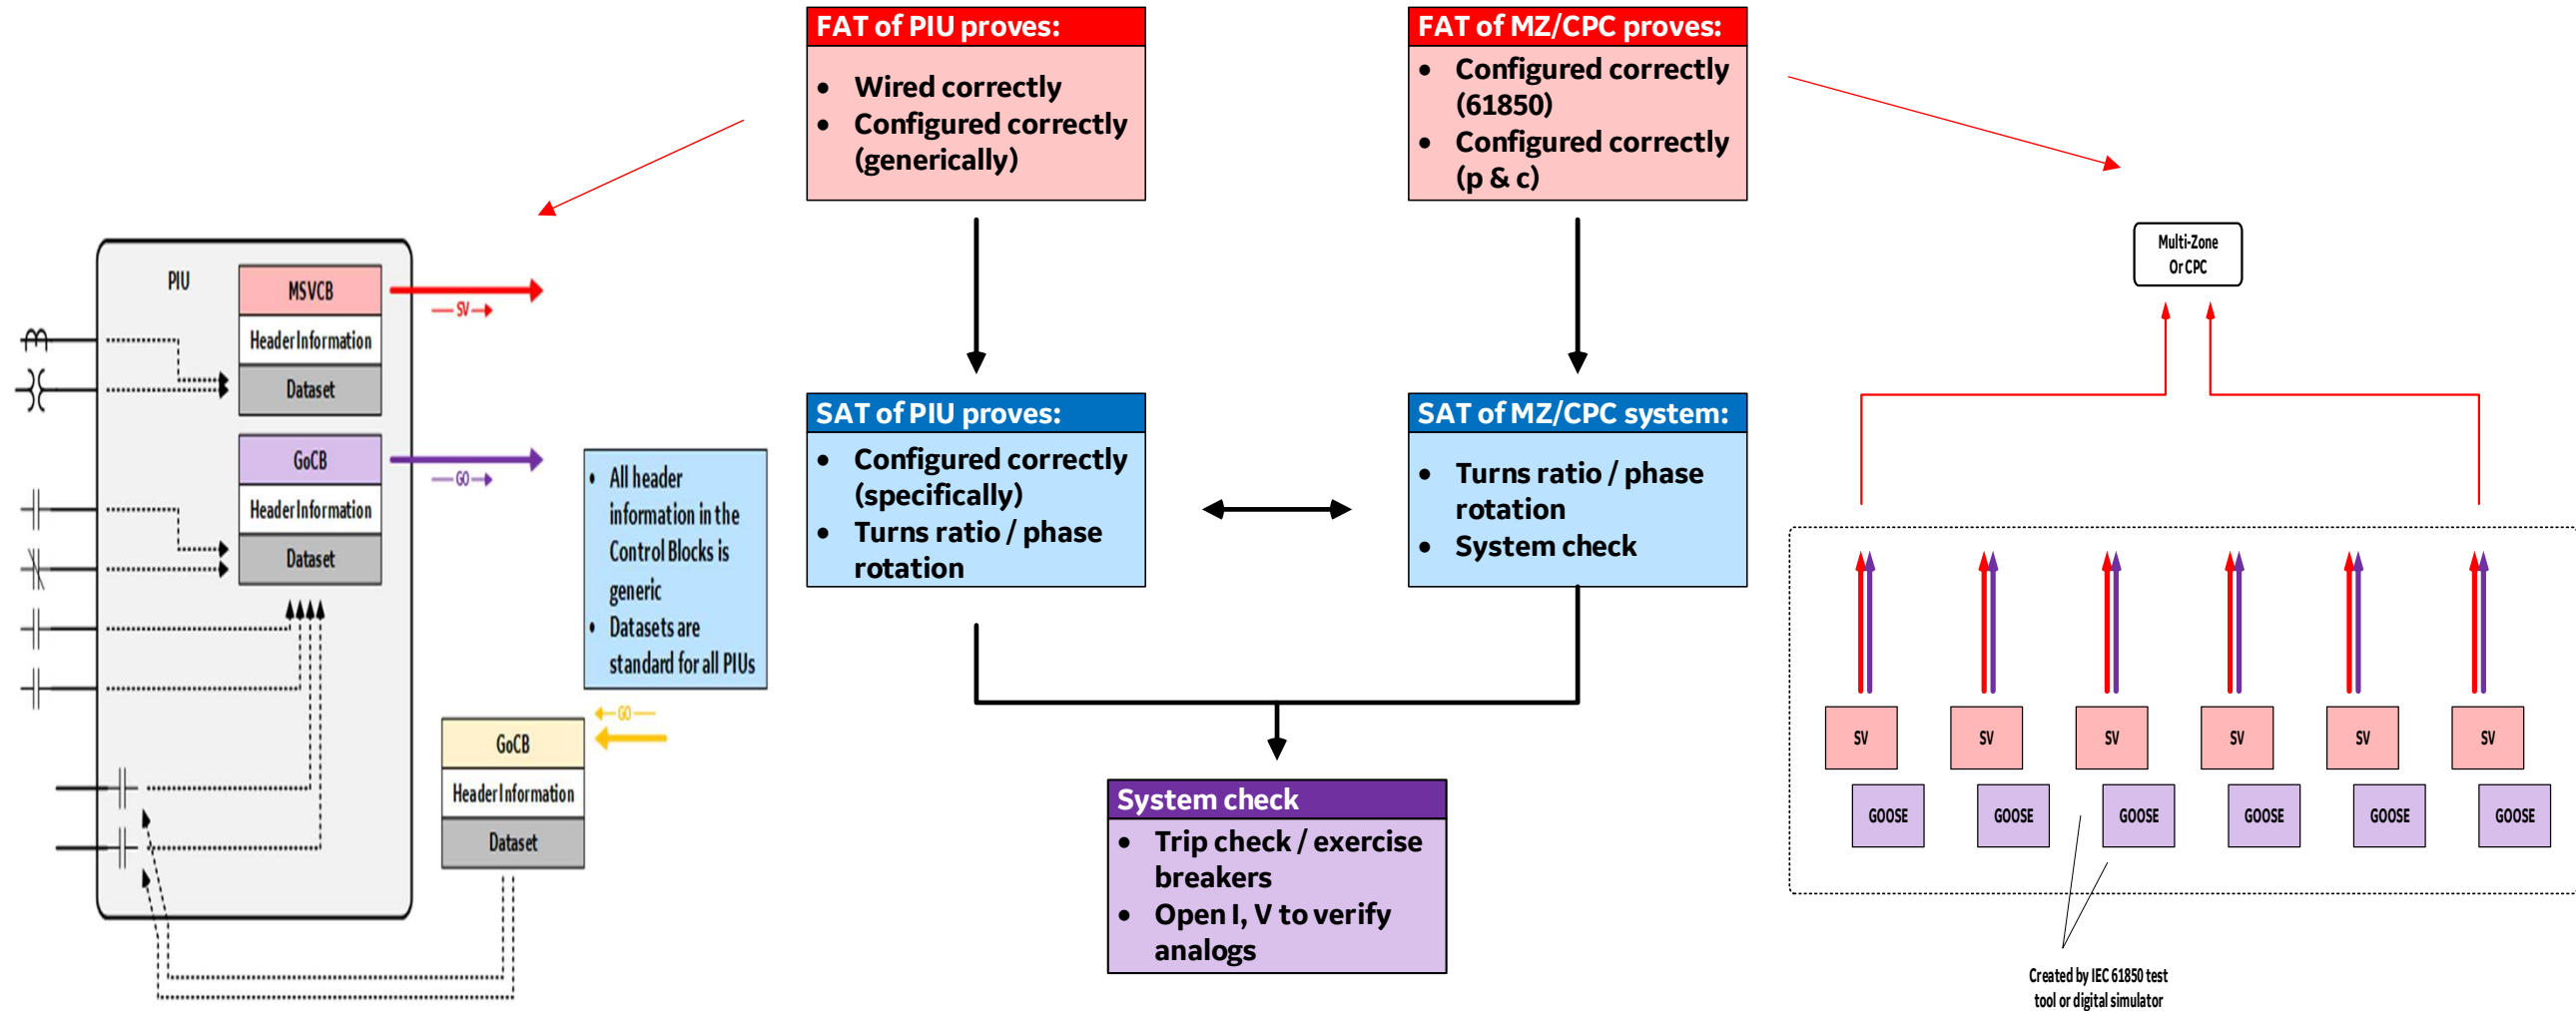 FAT of PIU proves:
• Wired correctly
• Configured correctly
(generically)
FAT of MZ/CPC proves:
• Configured correctly
(61850)
• Configured correctly
(p & c)
PIU
MSVCB
Header Information
Dataset
SV
GoCB
Header Information
Dataset
GO
• All header
information in the
Control Blocks is
generic
• Datasets are
standard for all PIUs
GO
GoCB
Header Information
Dataset
SAT of PIU proves:
• Configured correctly
(specifically)
• Turns ratio / phase
rotation
SAT of MZ/CPC system:
• Turns ratio / phase
rotation
• System check
System check
• Trip check / exercise
breakers
• Open I, V to verify
analogs
Multi-Zone
Or CPC
SV
SV
SV
SV
SV
SV
GOOSE
GOOSE
GOOSE
GOOSE
GOOSE
GOOSE
Created by IEC 61850 test
tool or digital simulator